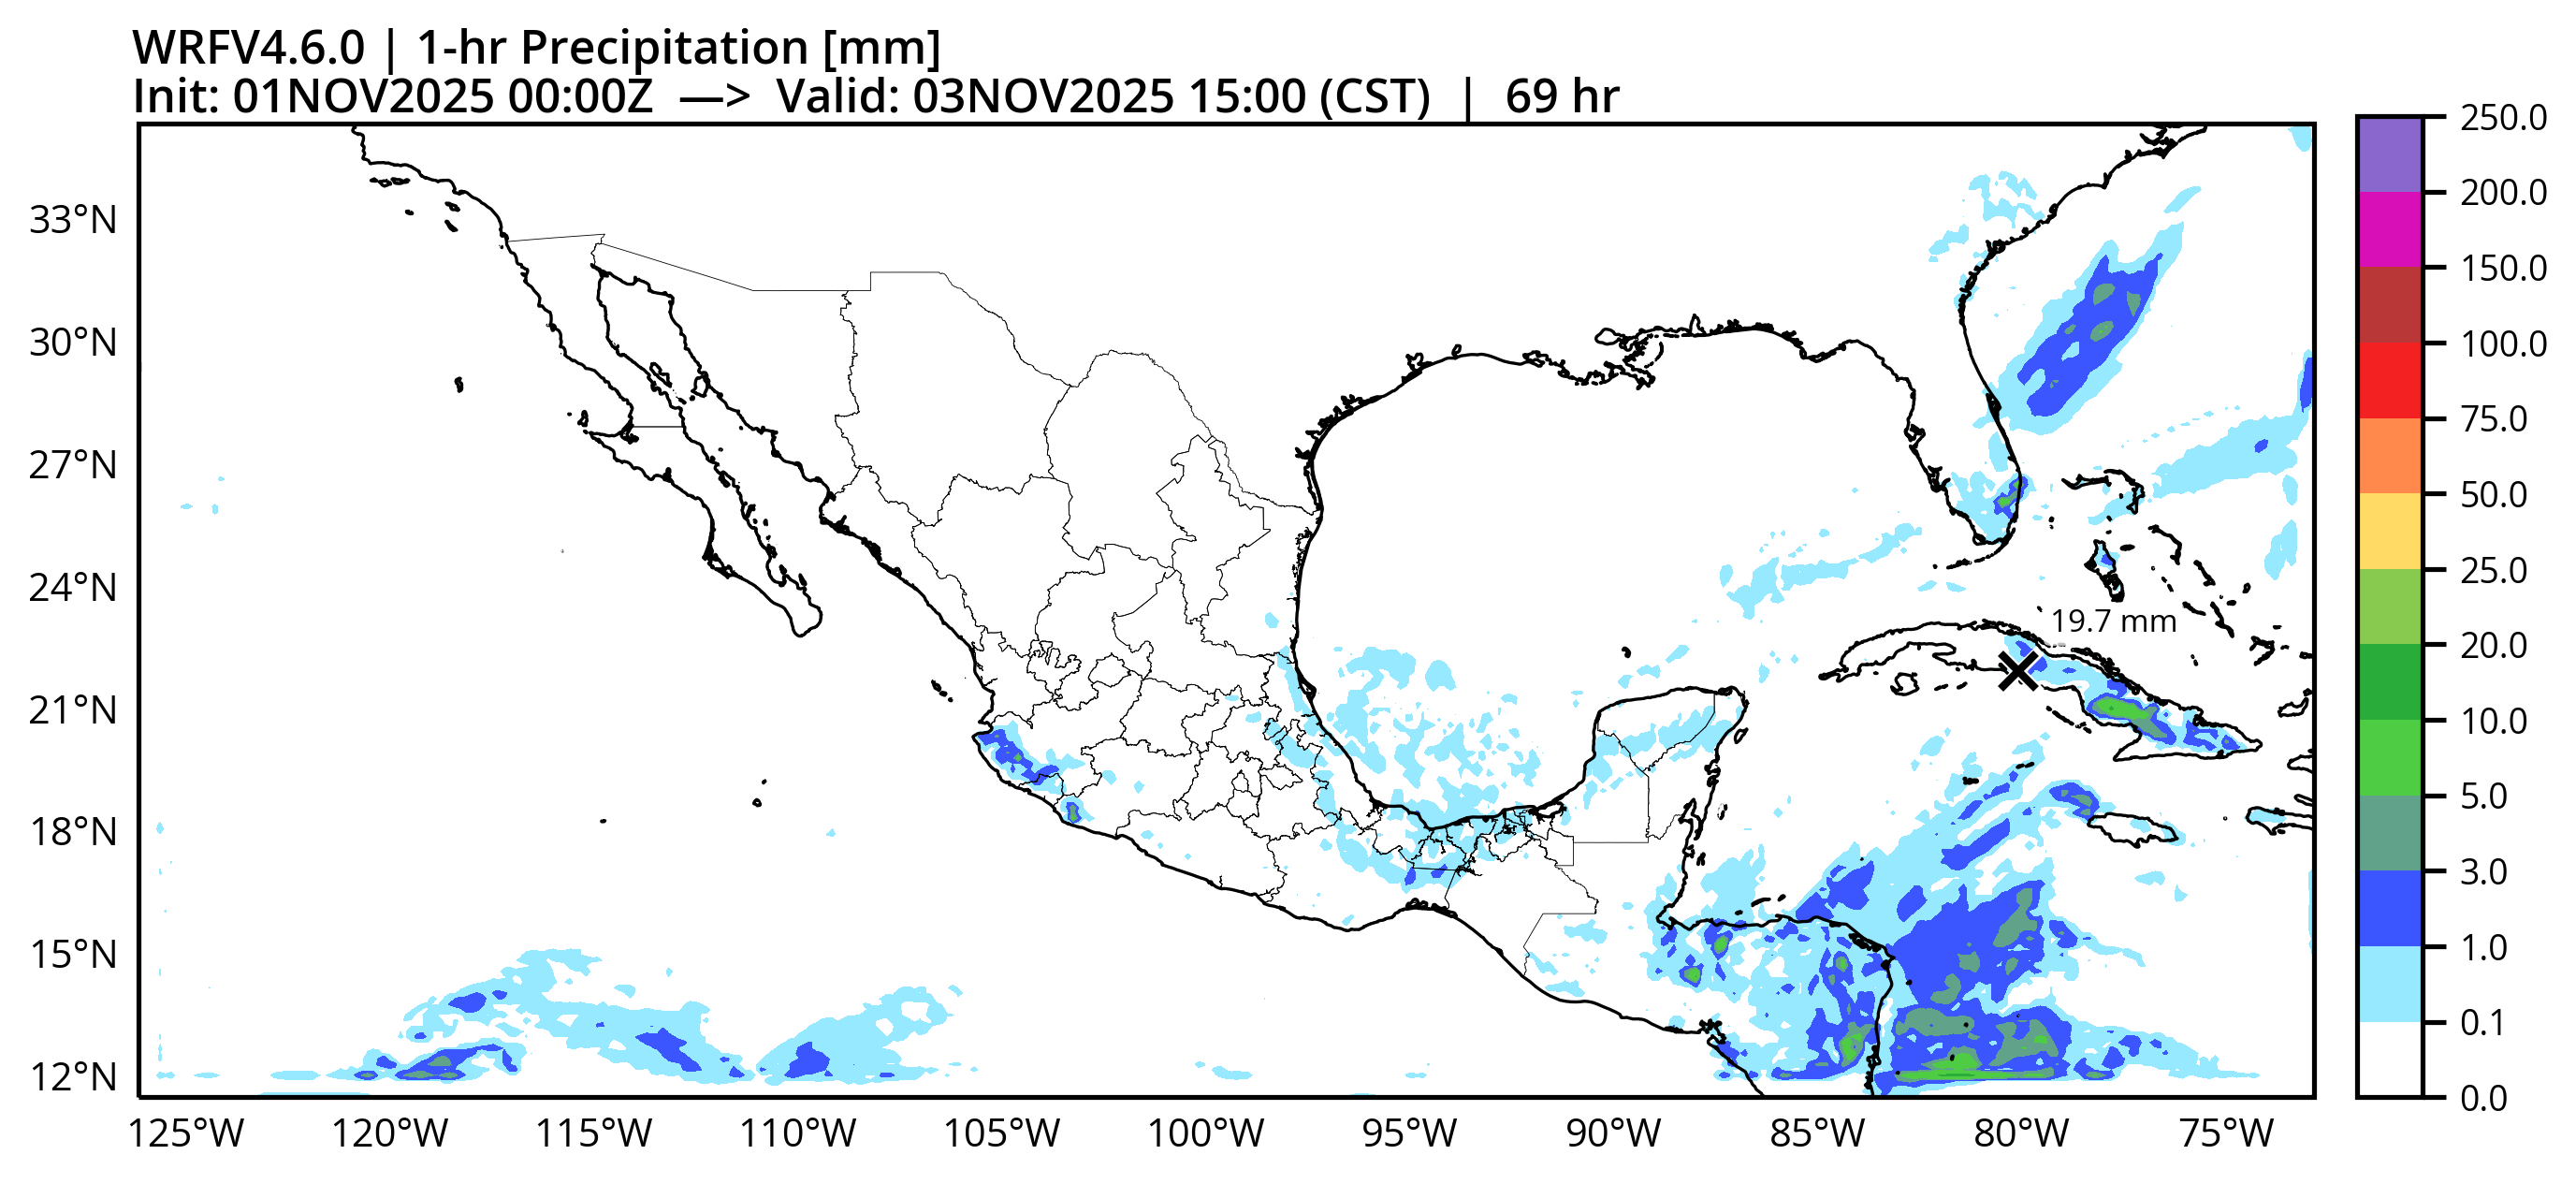 WRFV4.6.0 | 1-hr Precipitation [mm]
Init: 01NOV2025 00:00Z —> Valid: 03NOV2025 15:00 (CST) | 69 hr
250.0
200.0
150.0
100.0
75.0
50.0
25.0
20.0
10.0
5.0
3.0
1.0
0.1
0.0
33°N
30°N
27°N
24°N
21°N
18°N
15°N
12°N
19.7 mm
125°W 120°W 115°W 110°W 105°W 100°W 95°W 90°W 85°W 80°W 75°W